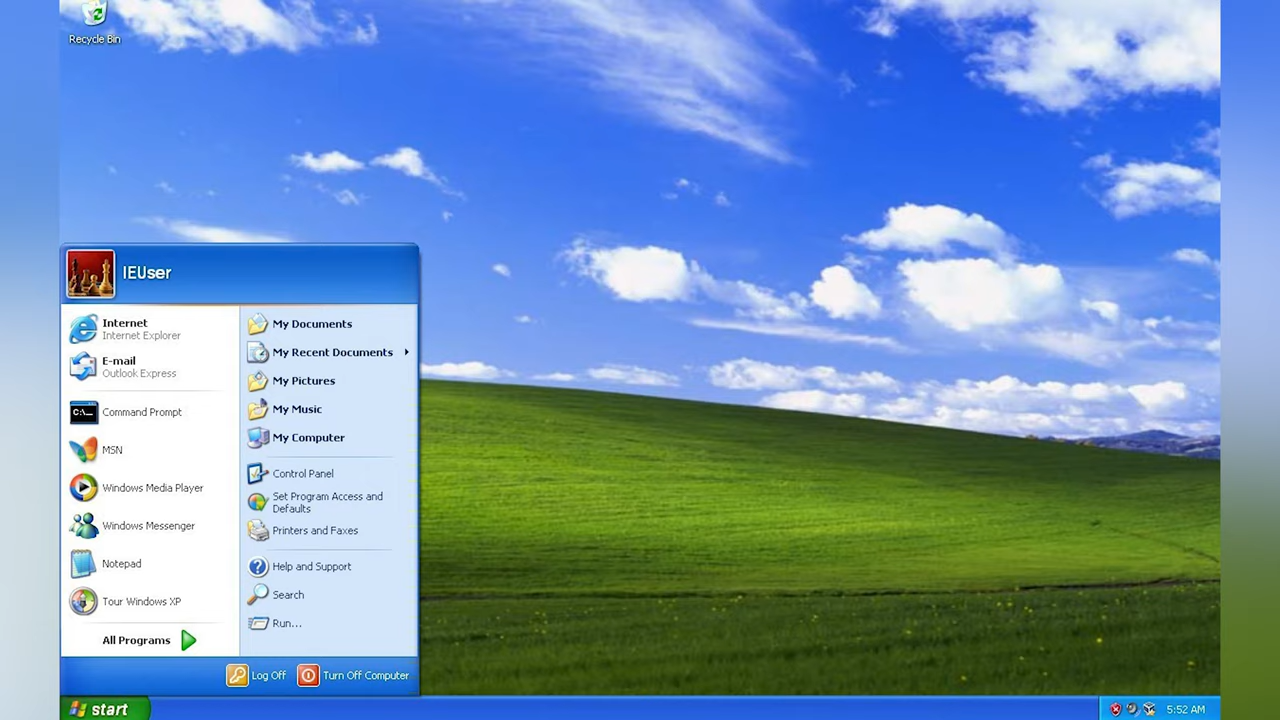 Recycle Bin
IEUser
Internet
Internet Explorer
E-mail
Outlook Express
Command Prompt
MSN
Windows Media Player
Windows Messenger
Notepad
Tour Windows XP
All Programs
My Documents
My Recent Documents
My Pictures
My Music
My Computer
Control Panel
Set Program Access and
Defaults
Printers and Faxes
Help and Support
Search
Run...
Log Off
Turn Off Computer
start
5:52 AM